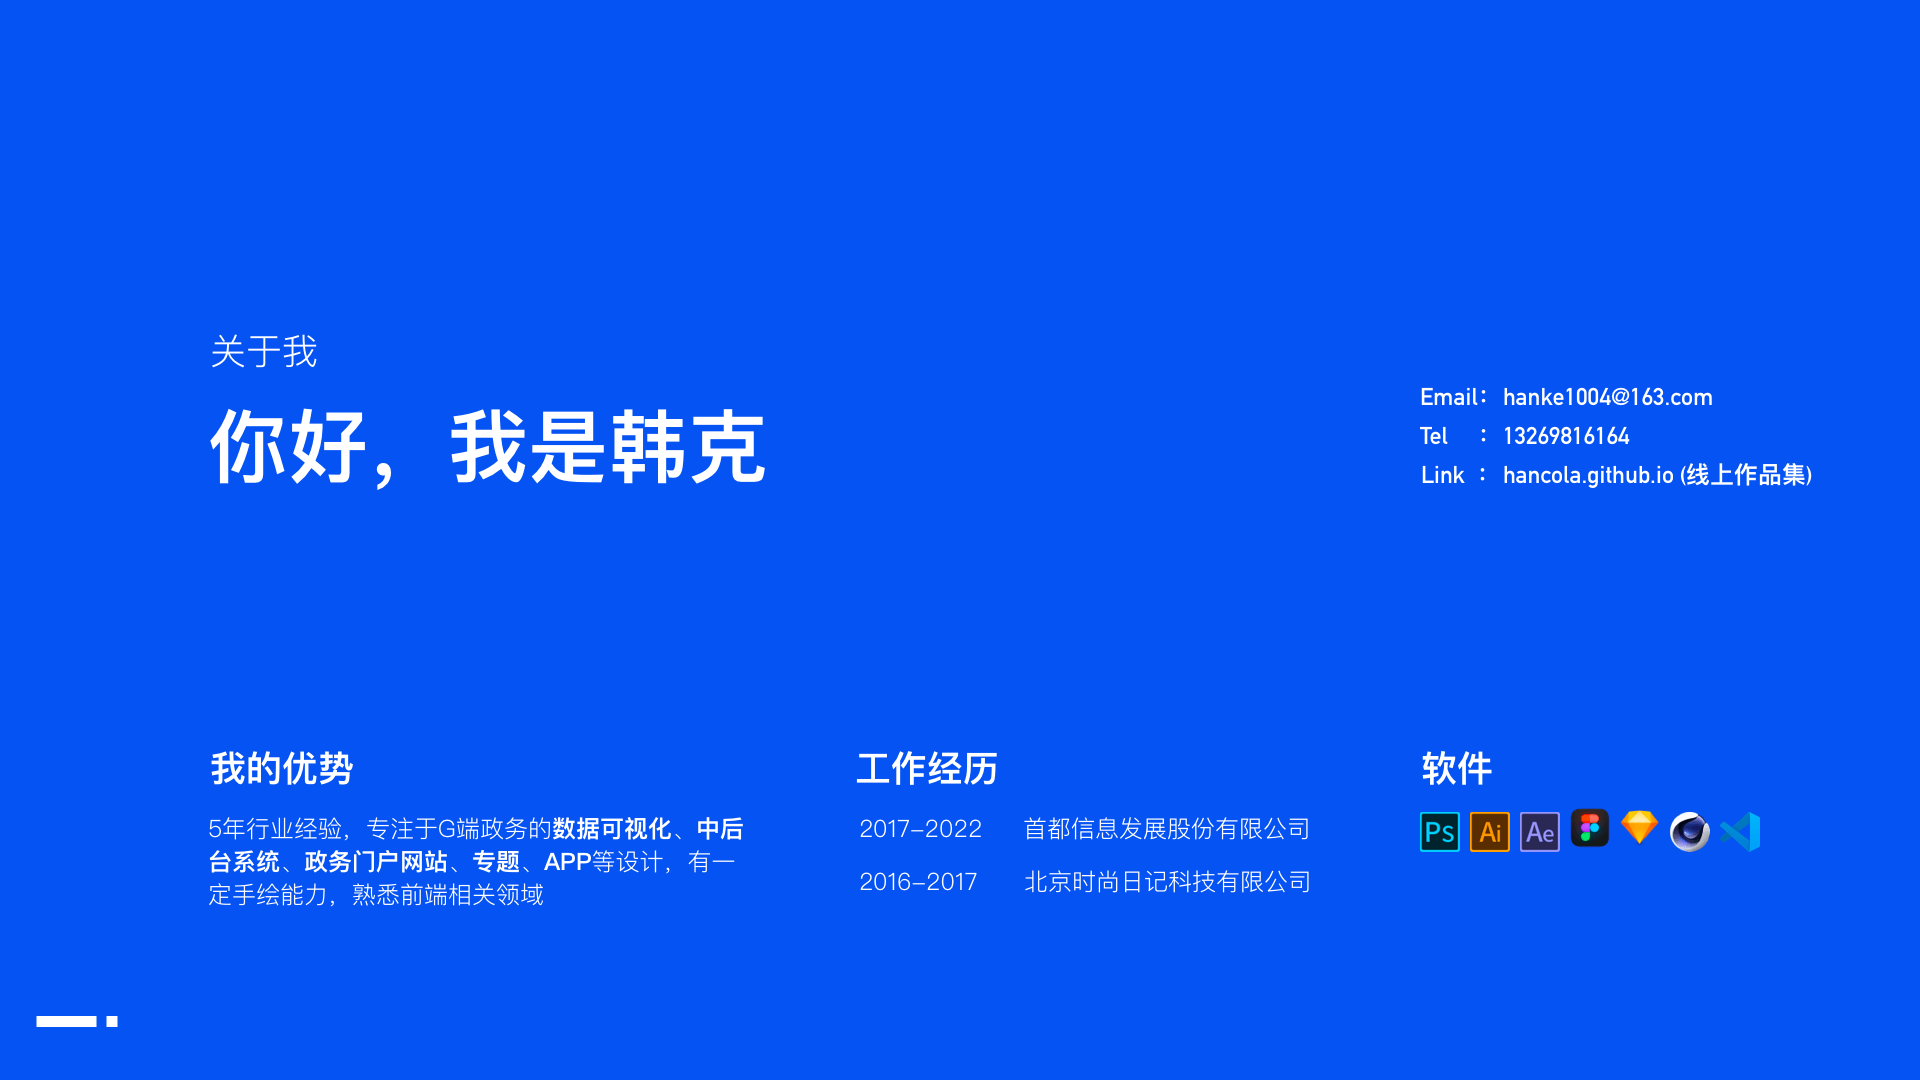 关于我
你好，我是韩克
Email： hanke1004@163.com
Tel ： 13269816164
Link ： hancola.github.io (线上作品集)
我的优势
5年行业经验，专注于G端政务的数据可视化、中后
台系统、政务门户网站、专题、APP等设计，有一
定手绘能力，熟悉前端相关领域
工作经历
2017–2022 首都信息发展股份有限公司
2016–2017 北京时尚日记科技有限公司
软件
Ps Ai Ae